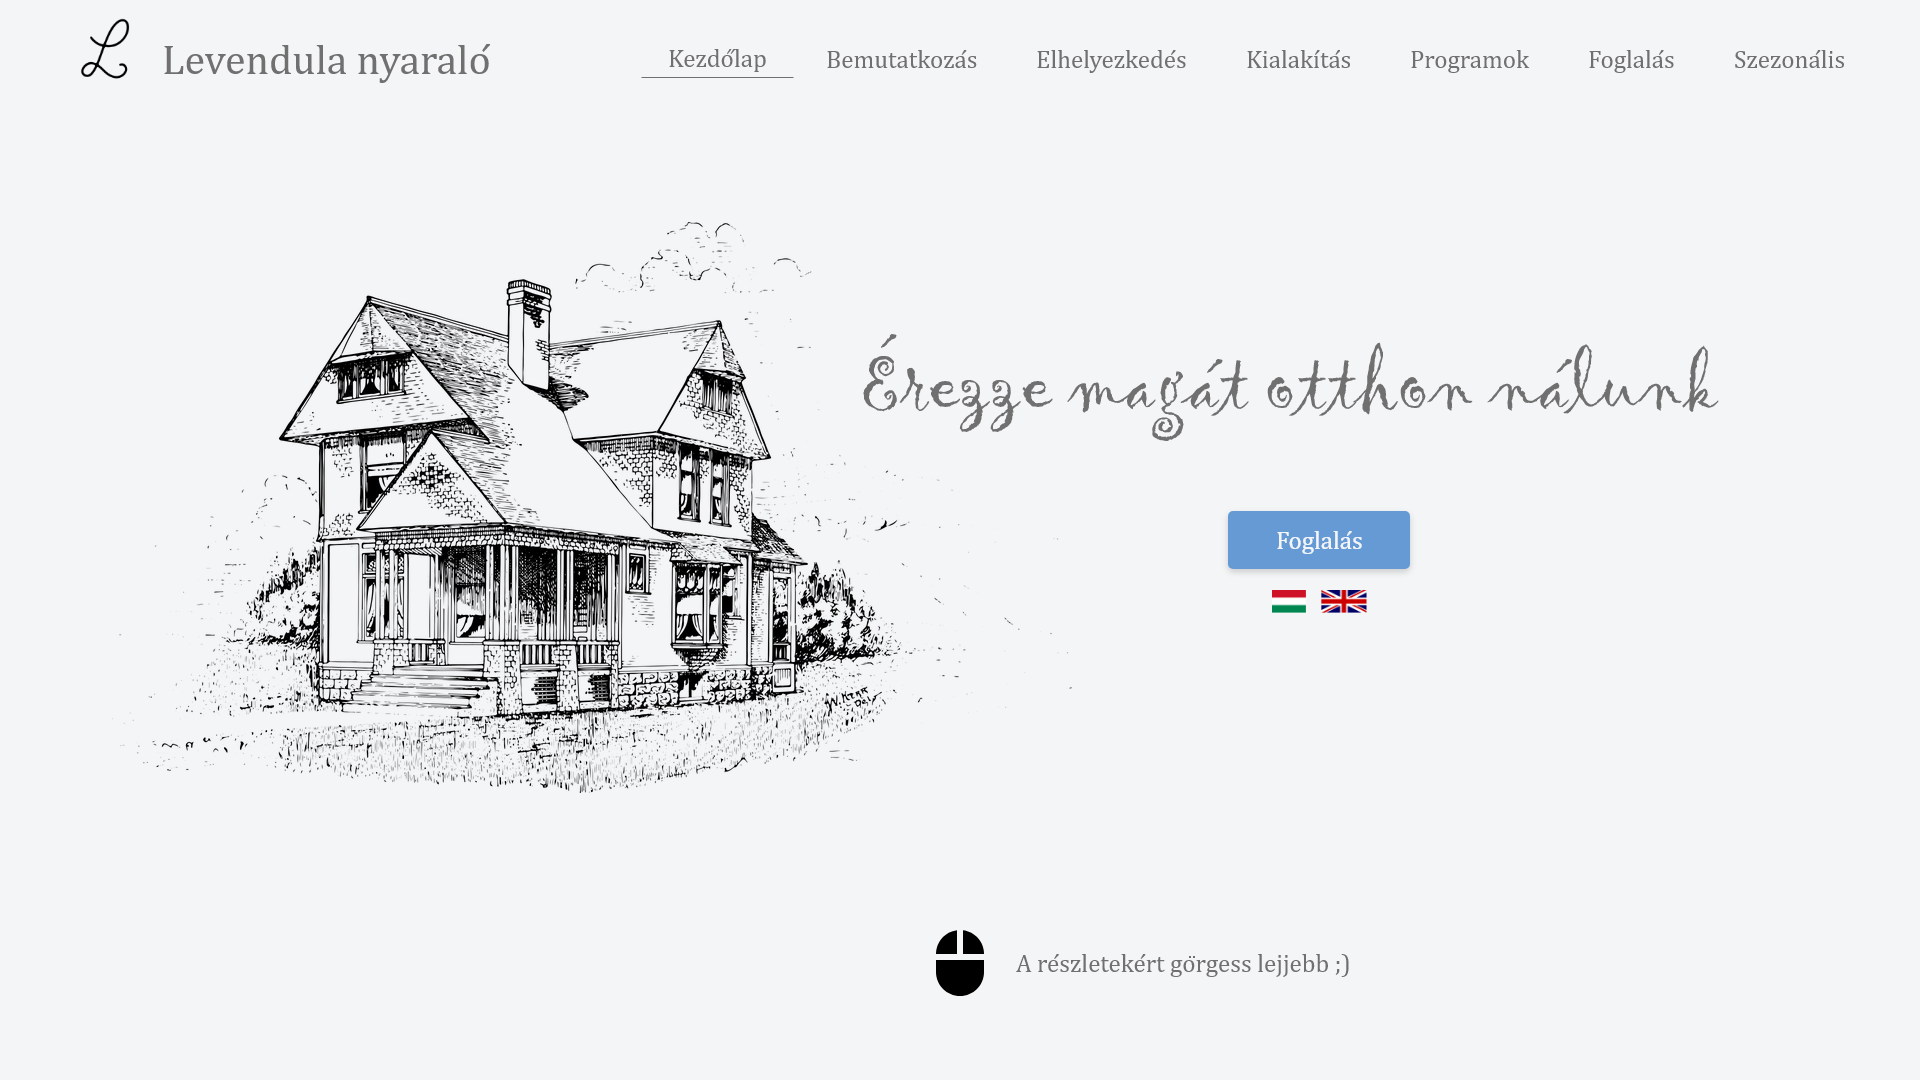 L
Levendula nyaraló
Kezdőlap
Bemutatkozás
Elhelyezkedés
Kialakítás
Programok
Foglalás
Szezonális
Érezze magát otthon nálunk
Foglalás
A részletekért görgess lejjebb ;)